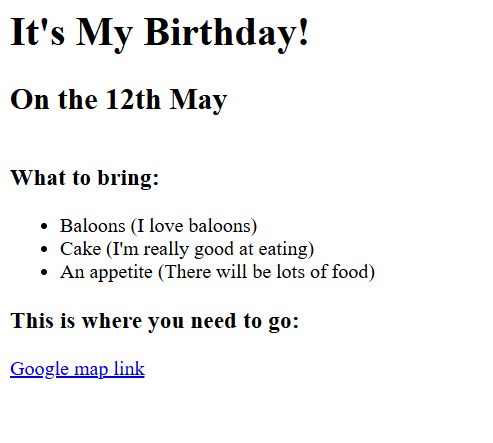 It's My Birthday!
On the 12th May
What to bring:
Baloons (I love baloons)
Cake (I'm really good at eating)
An appetite (There will be lots of food)
This is where you need to go:
Google map link